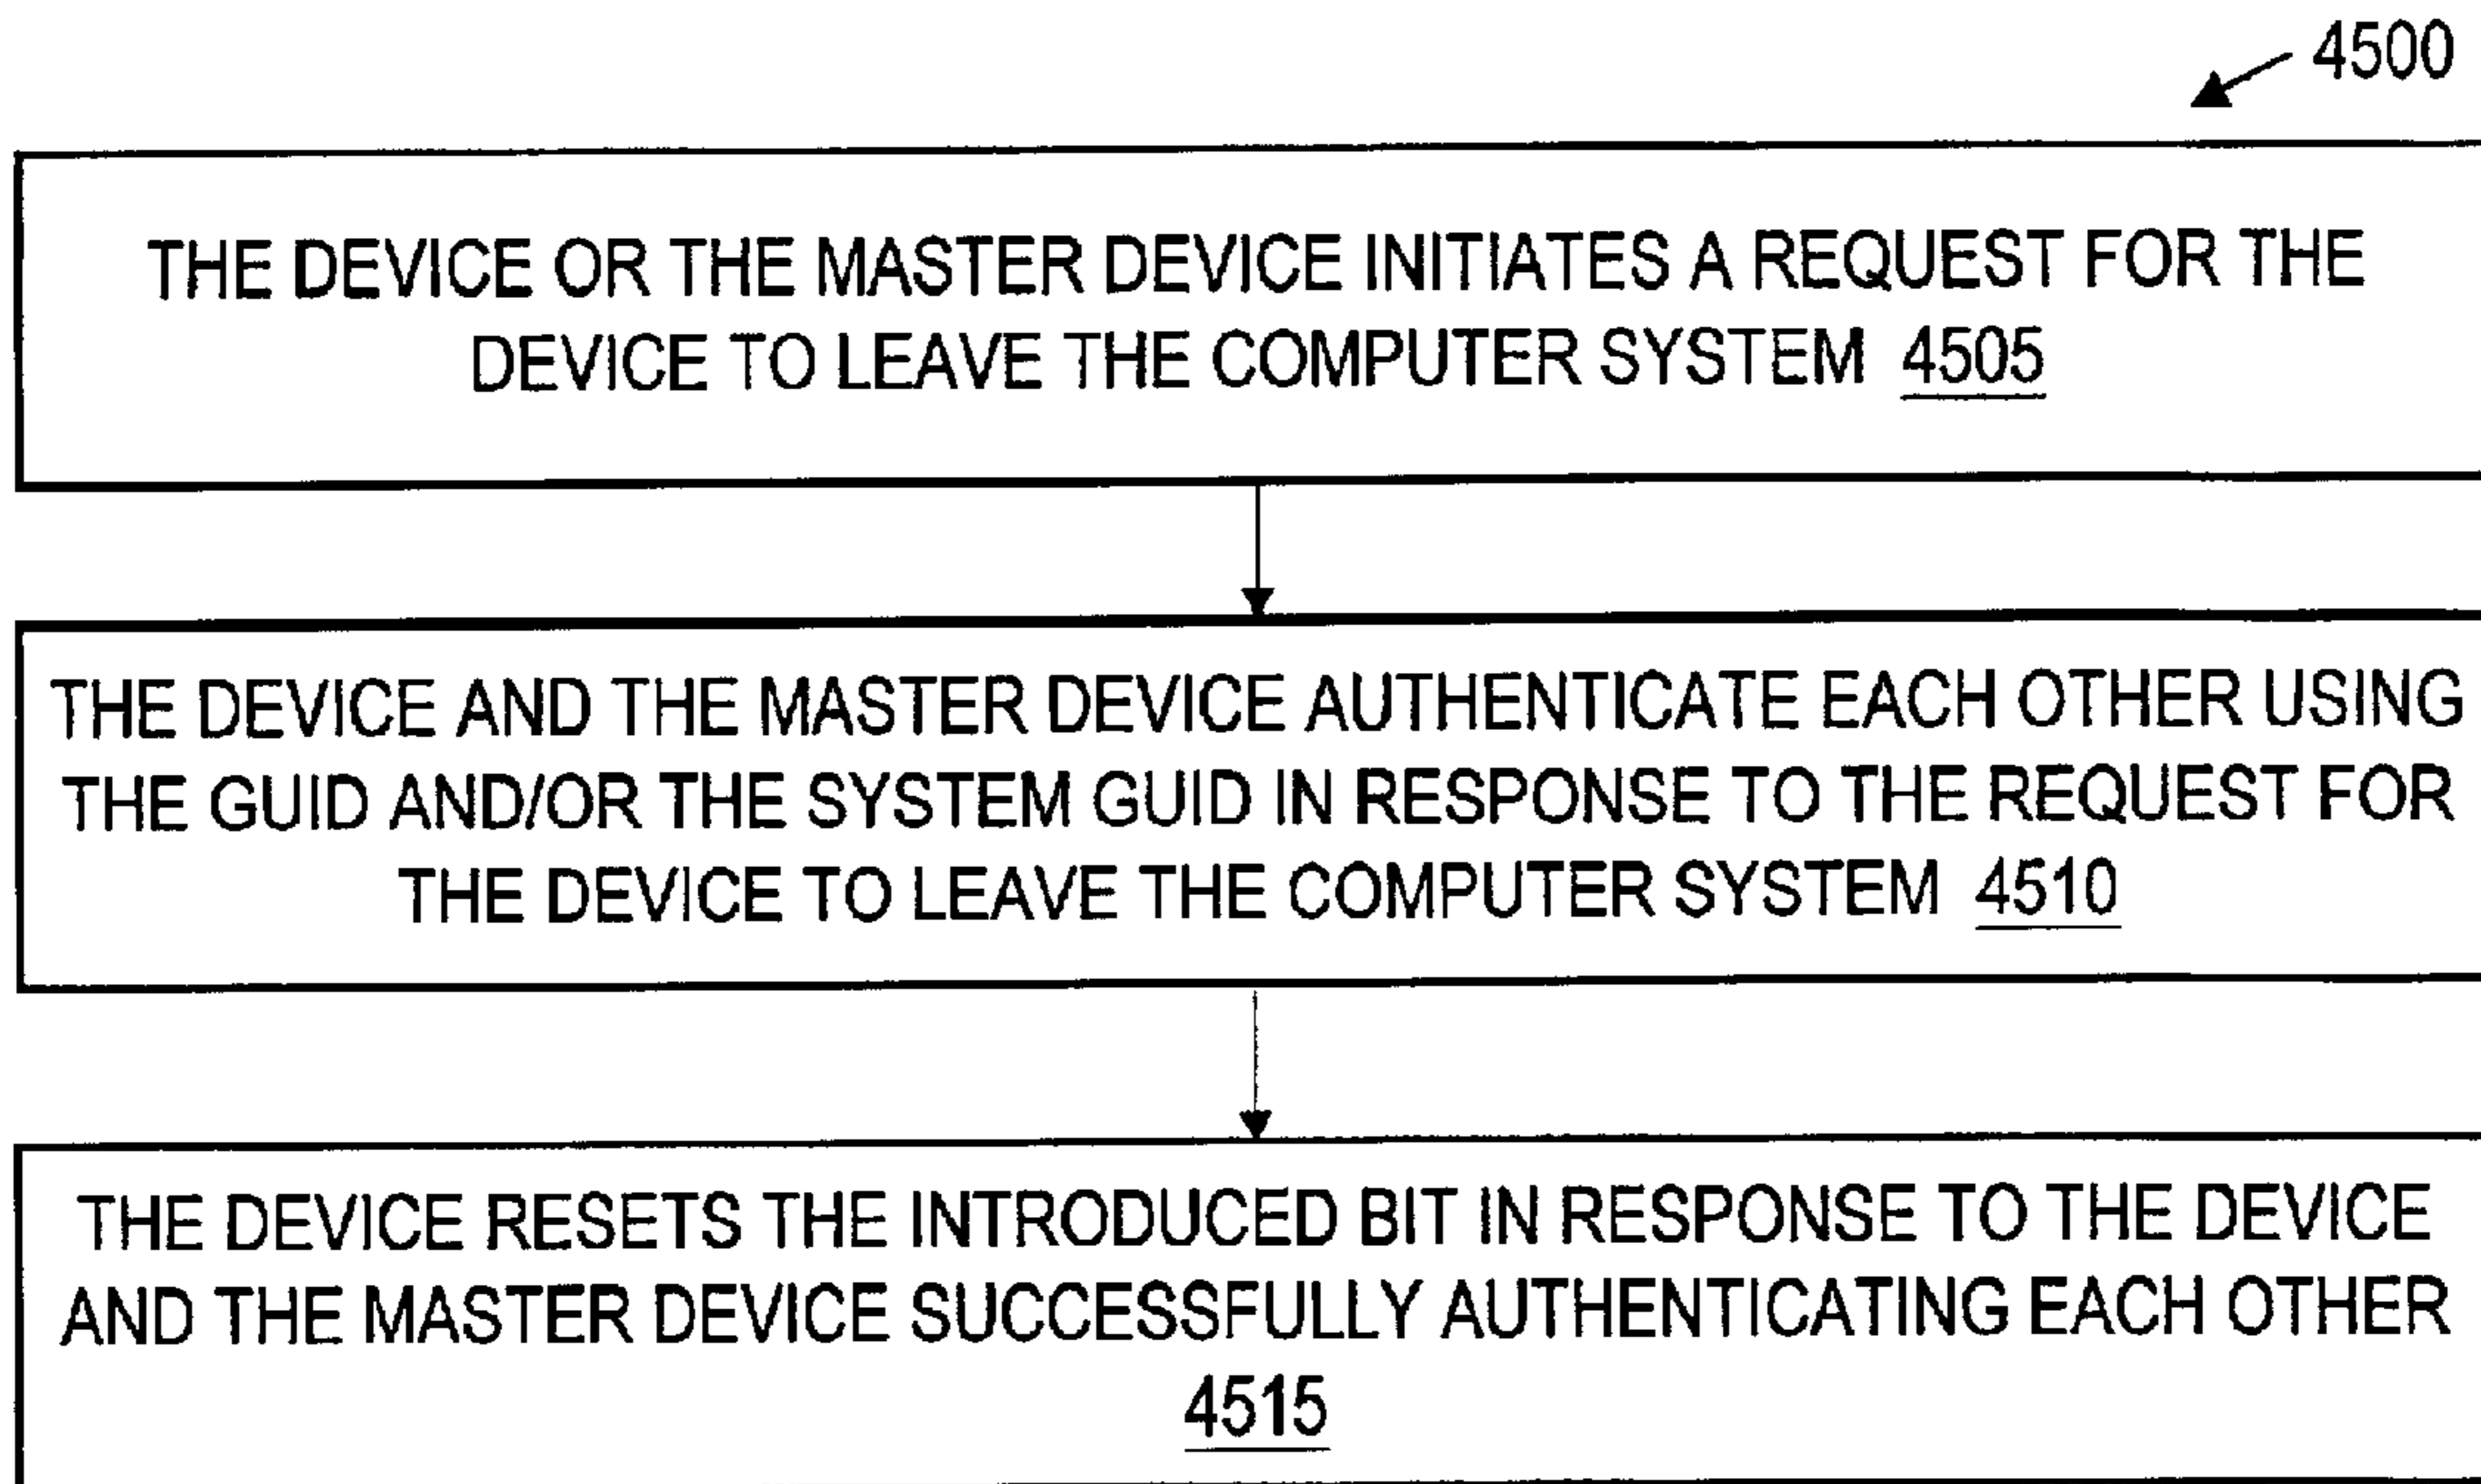 4500
THE DEVICE OR THE MASTER DEVICE INITIATES A REQUEST FOR THE
DEVICE TO LEAVE THE COMPUTER SYSTEM 4505
THE DEVICE AND THE MASTER DEVICE AUTHENTICATE EACH OTHER USING
THE GUID AND/OR THE SYSTEM GUID IN RESPONSE TO THE REQUEST FOR
THE DEVICE TO LEAVE THE COMPUTER SYSTEM 4510
THE DEVICE RESETS THE INTRODUCED BIT IN RESPONSE TO THE DEVICE
AND THE MASTER DEVICE SUCCESSFULLY AUTHENTICATING EACH OTHER
4515